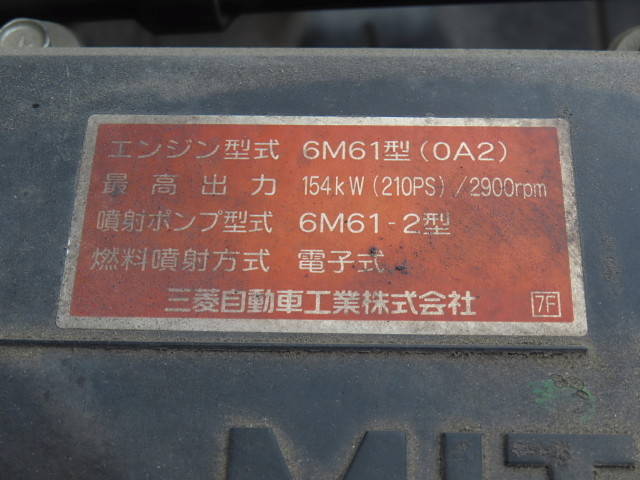 エンジン型式 6M61型(0A2)
最高出力 154kW(210PS)/2900rpm
噴射ポンプ型式 6M61-2型
燃料噴射方式 電子式
三菱自動車工業株式会社 7F
MIT